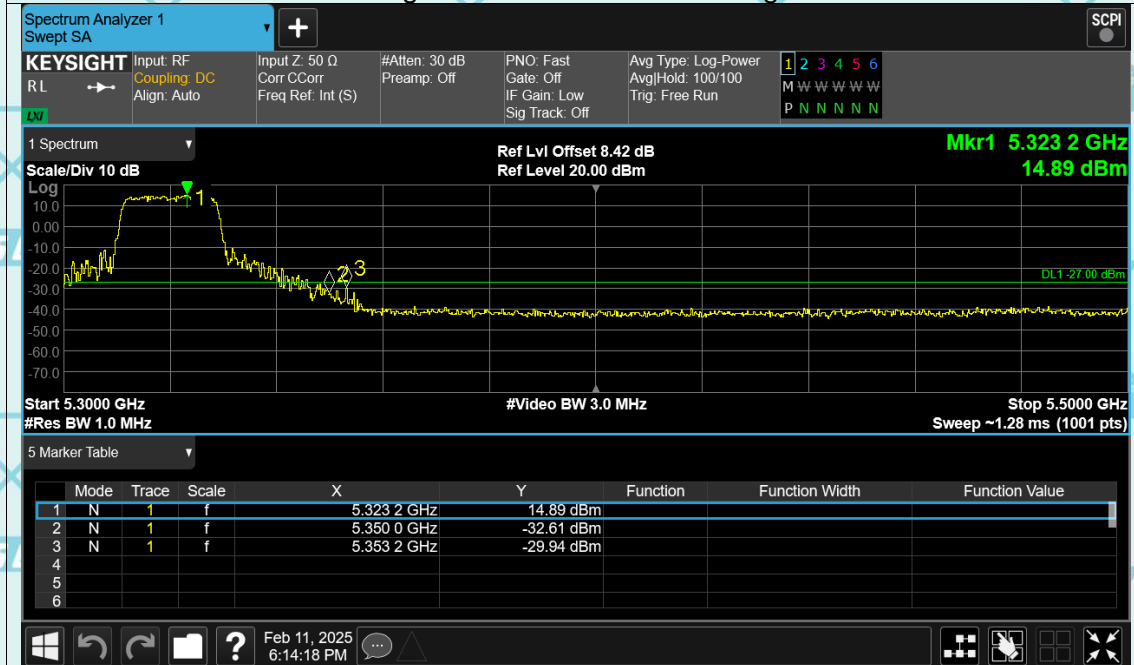 Spectrum Analyzer 1
Swept SA
SCPI
KEYSIGHT Input: RF Input Z: 50 Ω #Atten: 30 dB PNO: Fast Avg Type: Log-Power 1 2 3 4 5 6
RL Coupling: DC Corr CCorr Preamp: Off Gate: Off Avg|Hold: 100/100 M W W W W W
Align: Auto Freq Ref: Int (S) IF Gain: Low Trig: Free Run
LXI Sig Track: Off P N N N N N
1 Spectrum
Ref Lvl Offset 8.42 dB
Mkr1 5.323 2 GHz
Scale/Div 10 dB Ref Level 20.00 dBm 14.89 dBm
Log
1
10.0
0.00
-10.0
-20.0
2 3
DL1 -27.00 dBm
-30.0
-40.0
-50.0
-60.0
-70.0
Start 5.3000 GHz #Video BW 3.0 MHz Stop 5.5000 GHz
#Res BW 1.0 MHz Sweep ~1.28 ms (1001 pts)
5 Marker Table
Mode Trace Scale X Y Function Function Width Function Value
1 N 1 f 5.323 2 GHz 14.89 dBm
2 N 1 f 5.350 0 GHz -32.61 dBm
3 N 1 f 5.353 2 GHz -29.94 dBm
4
5
6
? Feb 11, 2025
6:14:18 PM